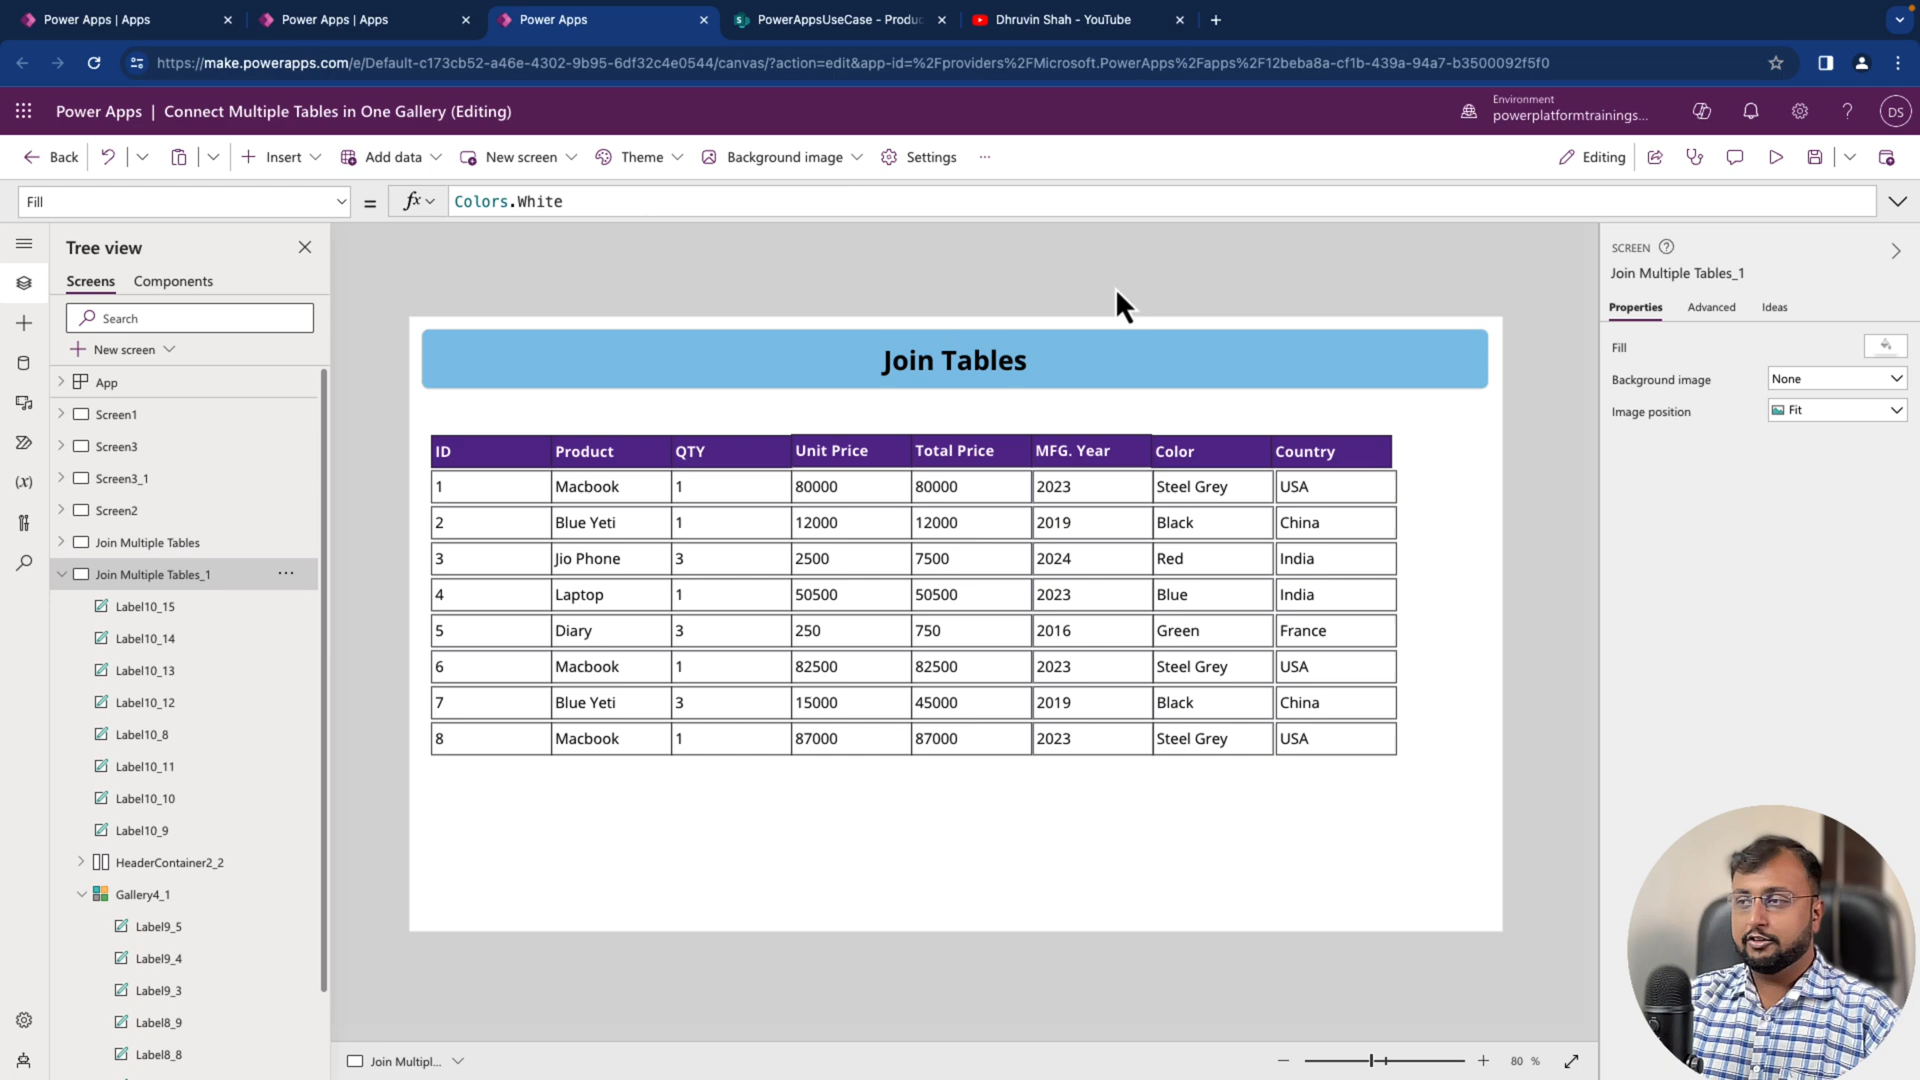 Power Apps | Apps
Power Apps | Apps
Power Apps
PowerAppsUseCase - Produc
Dhruvin Shah - YouTube
https://make.powerapps.com/e/Default-c173cb52-a46e-4302-9b95-6df32c4e0544/canvas/?action=edit&app-id=%2Fproviders%2FMicrosoft.PowerApps%2Fapps%2F12beba8a-cf1b-439a-94a7-b3500092f5f0
Power Apps | Connect Multiple Tables in One Gallery (Editing)
Environment
powerplatformtrainings...
DS
Back
Insert
Add data
New screen
Theme
Background image
Settings
Editing
Fill
=
fx
Colors.White
Tree view
Screens
Components
Search
New screen
App
Screen1
Screen3
Screen3_1
Screen2
Join Multiple Tables
Join Multiple Tables_1
Label10_15
Label10_14
Label10_13
Label10_12
Label10_8
Label10_11
Label10_10
Label10_9
HeaderContainer2_2
Gallery4_1
Label9_5
Label9_4
Label9_3
Label8_9
Label8_8
Join Tables
ID Product QTY Unit Price Total Price MFG. Year Color Country
1 Macbook 1 80000 80000 2023 Steel Grey USA
2 Blue Yeti 1 12000 12000 2019 Black China
3 Jio Phone 3 2500 7500 2024 Red India
4 Laptop 1 50500 50500 2023 Blue India
5 Diary 3 250 750 2016 Green France
6 Macbook 1 82500 82500 2023 Steel Grey USA
7 Blue Yeti 3 15000 45000 2019 Black China
8 Macbook 1 87000 87000 2023 Steel Grey USA
SCREEN
Join Multiple Tables_1
Properties
Advanced
Ideas
Fill
Background image
None
Image position
Fit
Join Multipl...
80 %